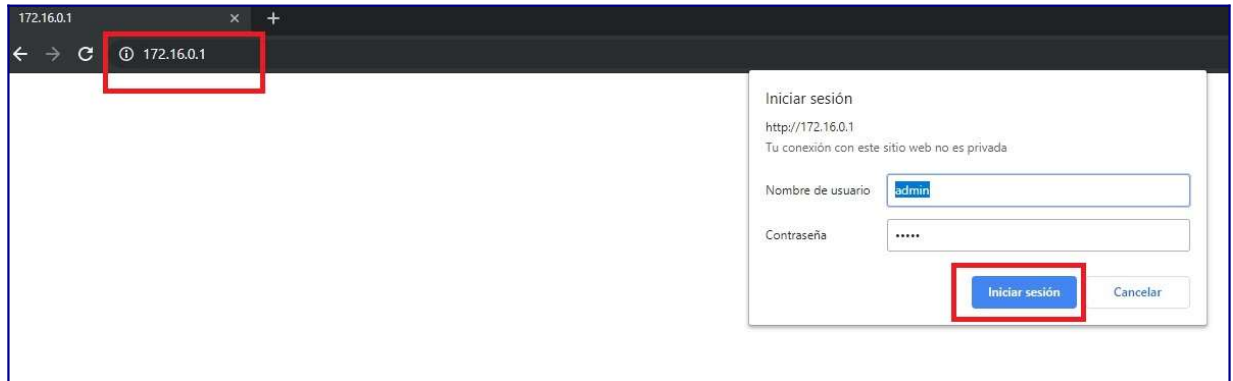 172.16.0.1
172.16.0.1
Iniciar sesión
http://172.16.0.1
Tu conexión con este sitio web no es privada
Nombre de usuario admin
Contraseña •••••
Iniciar sesión Cancelar